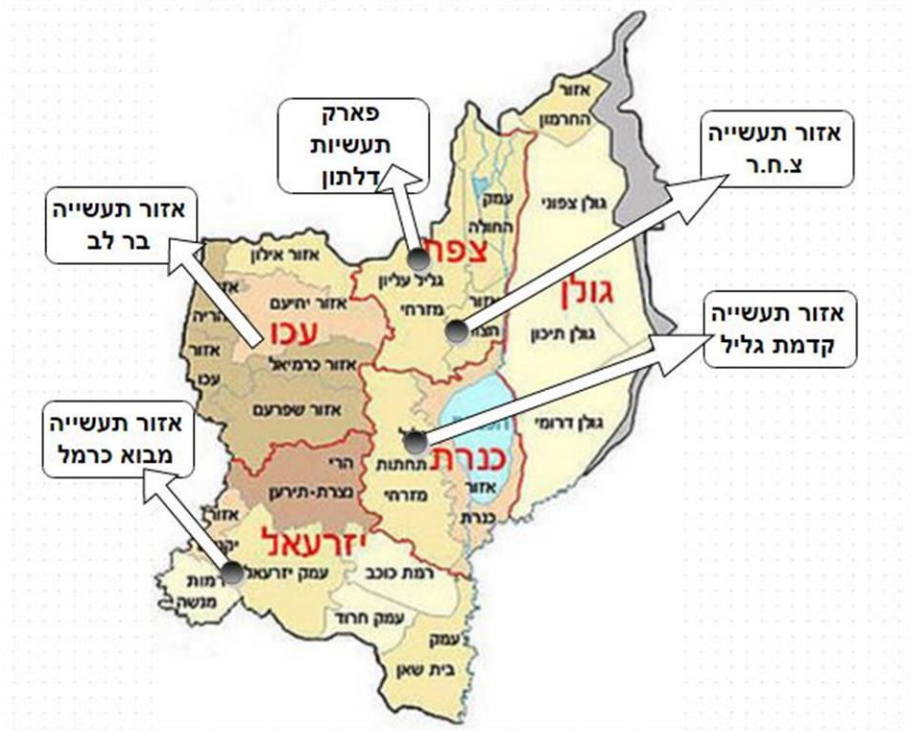 פארק
תעשיות
דלתון
אזור תעשייה
צ.ח.ר
אזור תעשייה
בר לב
אזור תעשייה
קדמת גליל
אזור תעשייה
מבוא כרמל
אזור
החרמון
עמק
החולה
גולן צפוני
צפת
גליל עליון
מזרחי
אזור
גולן
גולן תיכון
גולן דרומי
אזור אילון
אזור יחיעם
עכו
אזור
עכו
אזור כרמיאל
אזור שפרעם
כנרת
תחתות
מזרחי
אזור
כנרת
הרי
נצרת-תירען
אזור
יזרעאל
עמק יזרעאל
רמות
מנשה
רמת כוכב
עמק חרוד
עמק
בית שאן